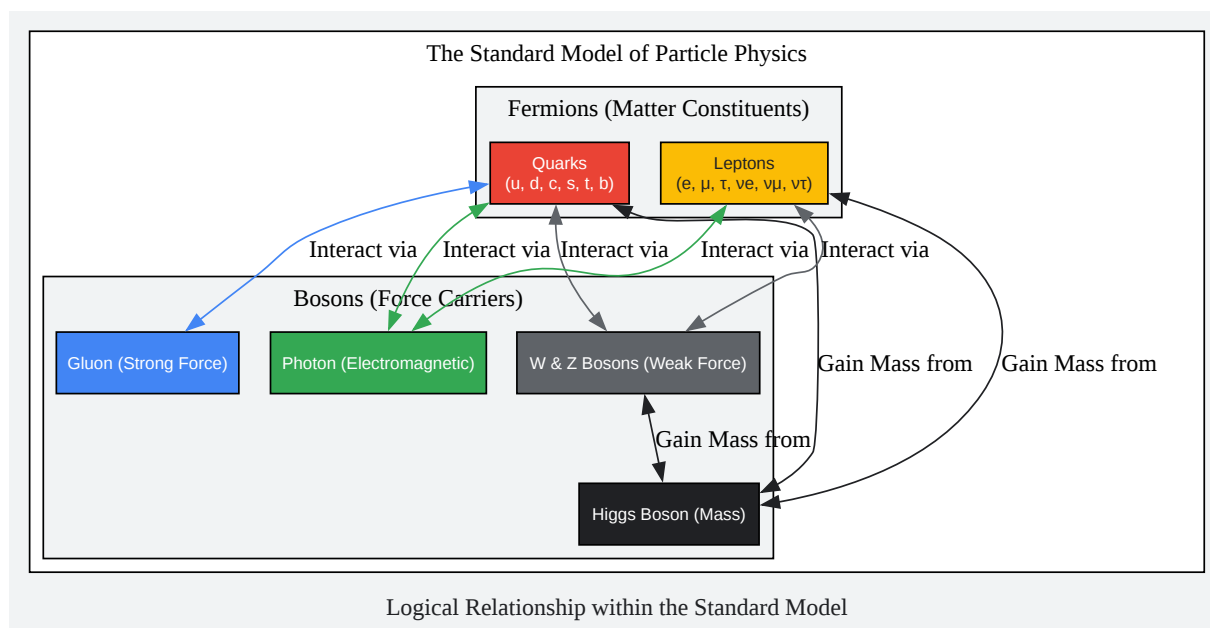 The Standard Model of Particle Physics
Fermions (Matter Constituents)
Quarks
(u, d, c, s, t, b)
Leptons
(e, μ, τ, νe, νμ, ντ)
Interact via
Interact via
Interact via
Interact via
Interact via
Bosons (Force Carriers)
Gluon (Strong Force)
Photon (Electromagnetic)
W & Z Bosons (Weak Force)
Gain Mass from
Gain Mass from
Gain Mass from
Higgs Boson (Mass)
Logical Relationship within the Standard Model